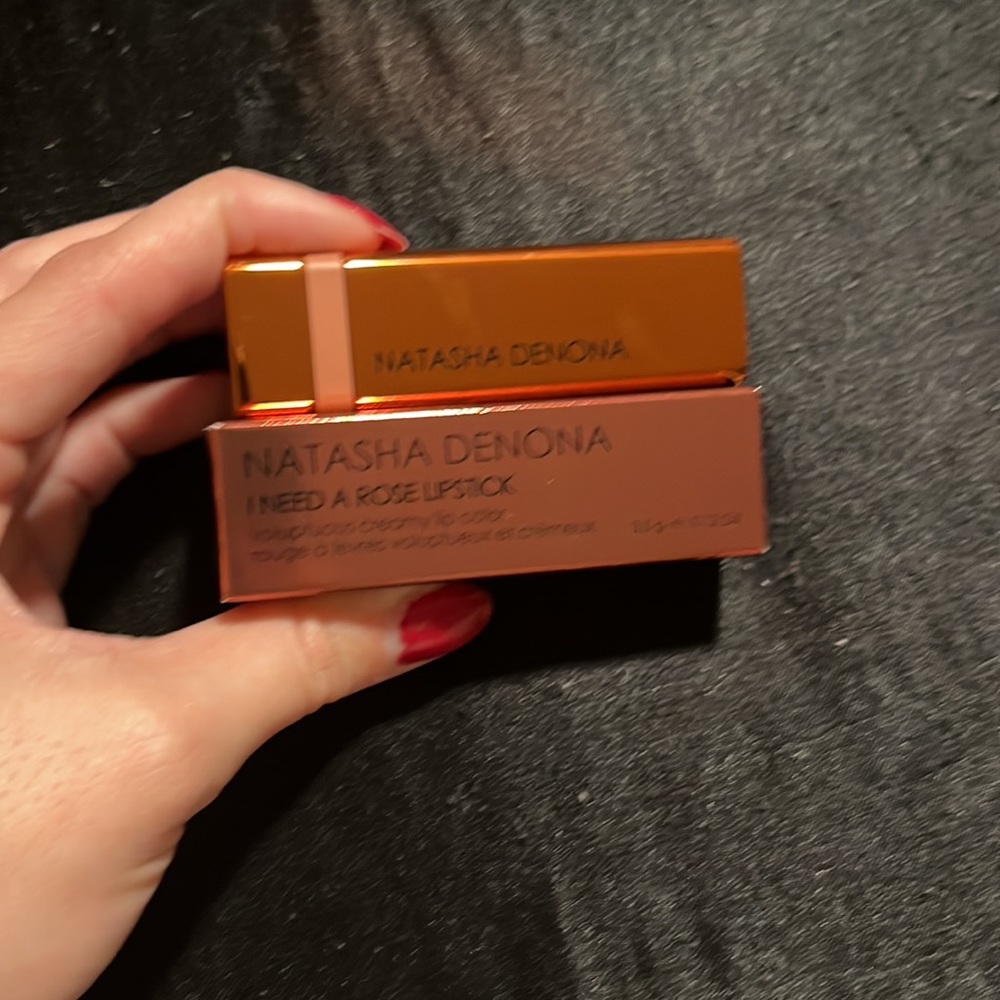 NATASHA DENONA
NATASHA DENONA
I NEED A ROSE LIPSTICK
voluptuous creamy lip color
rouge à lèvres voluptueux et crémeux